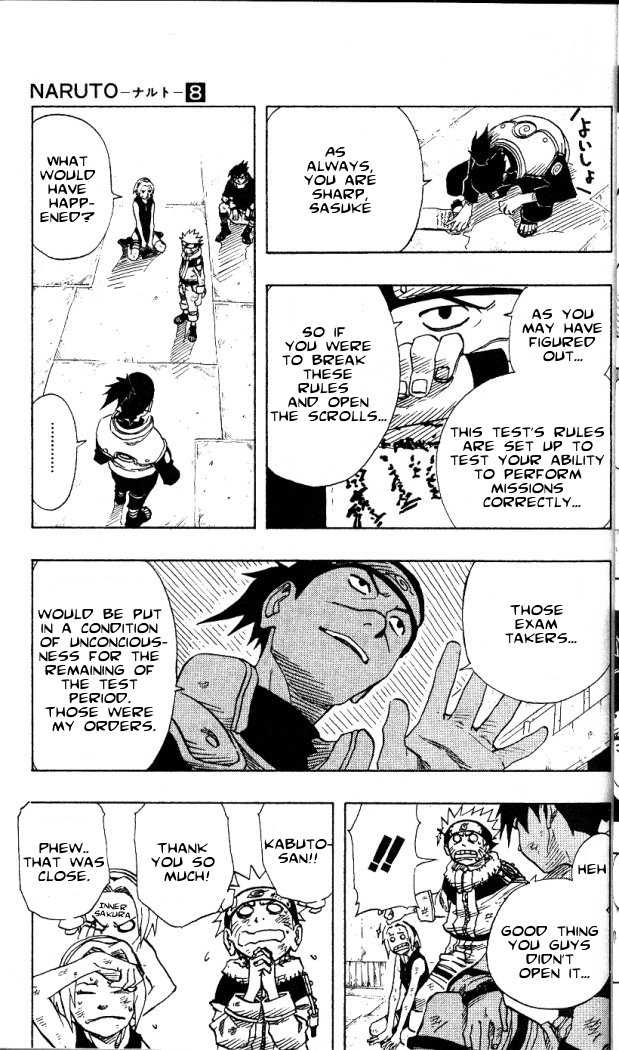 NARUTO－ナルト－8
よいしょ
AS
ALWAYS,
YOU ARE
SHARP,
SASUKE
WHAT
WOULD
HAVE
HAPP-
ENED?
..........
AS YOU
MAY HAVE
FIGURED
OUT...
THIS TEST'S RULES
ARE SET UP TO
TEST YOUR ABILITY
TO PERFORM
MISSIONS
CORRECTLY...
SO IF
YOU WERE
TO BREAK
THESE
RULES
AND OPEN
THE SCROLLS...
THOSE
EXAM
TAKERS...
WOULD BE PUT
IN A CONDITION
OF UNCONCIOUS-
NESS FOR THE
REMAINING OF
THE TEST
PERIOD.
THOSE WERE
MY ORDERS.
HEH
GOOD THING
YOU GUYS
DIDN'T
OPEN IT...
!!
KABUTO-
SAN!!
THANK
YOU SO
MUCH!
PHEW..
THAT WAS
CLOSE.
INNER
SAKURA